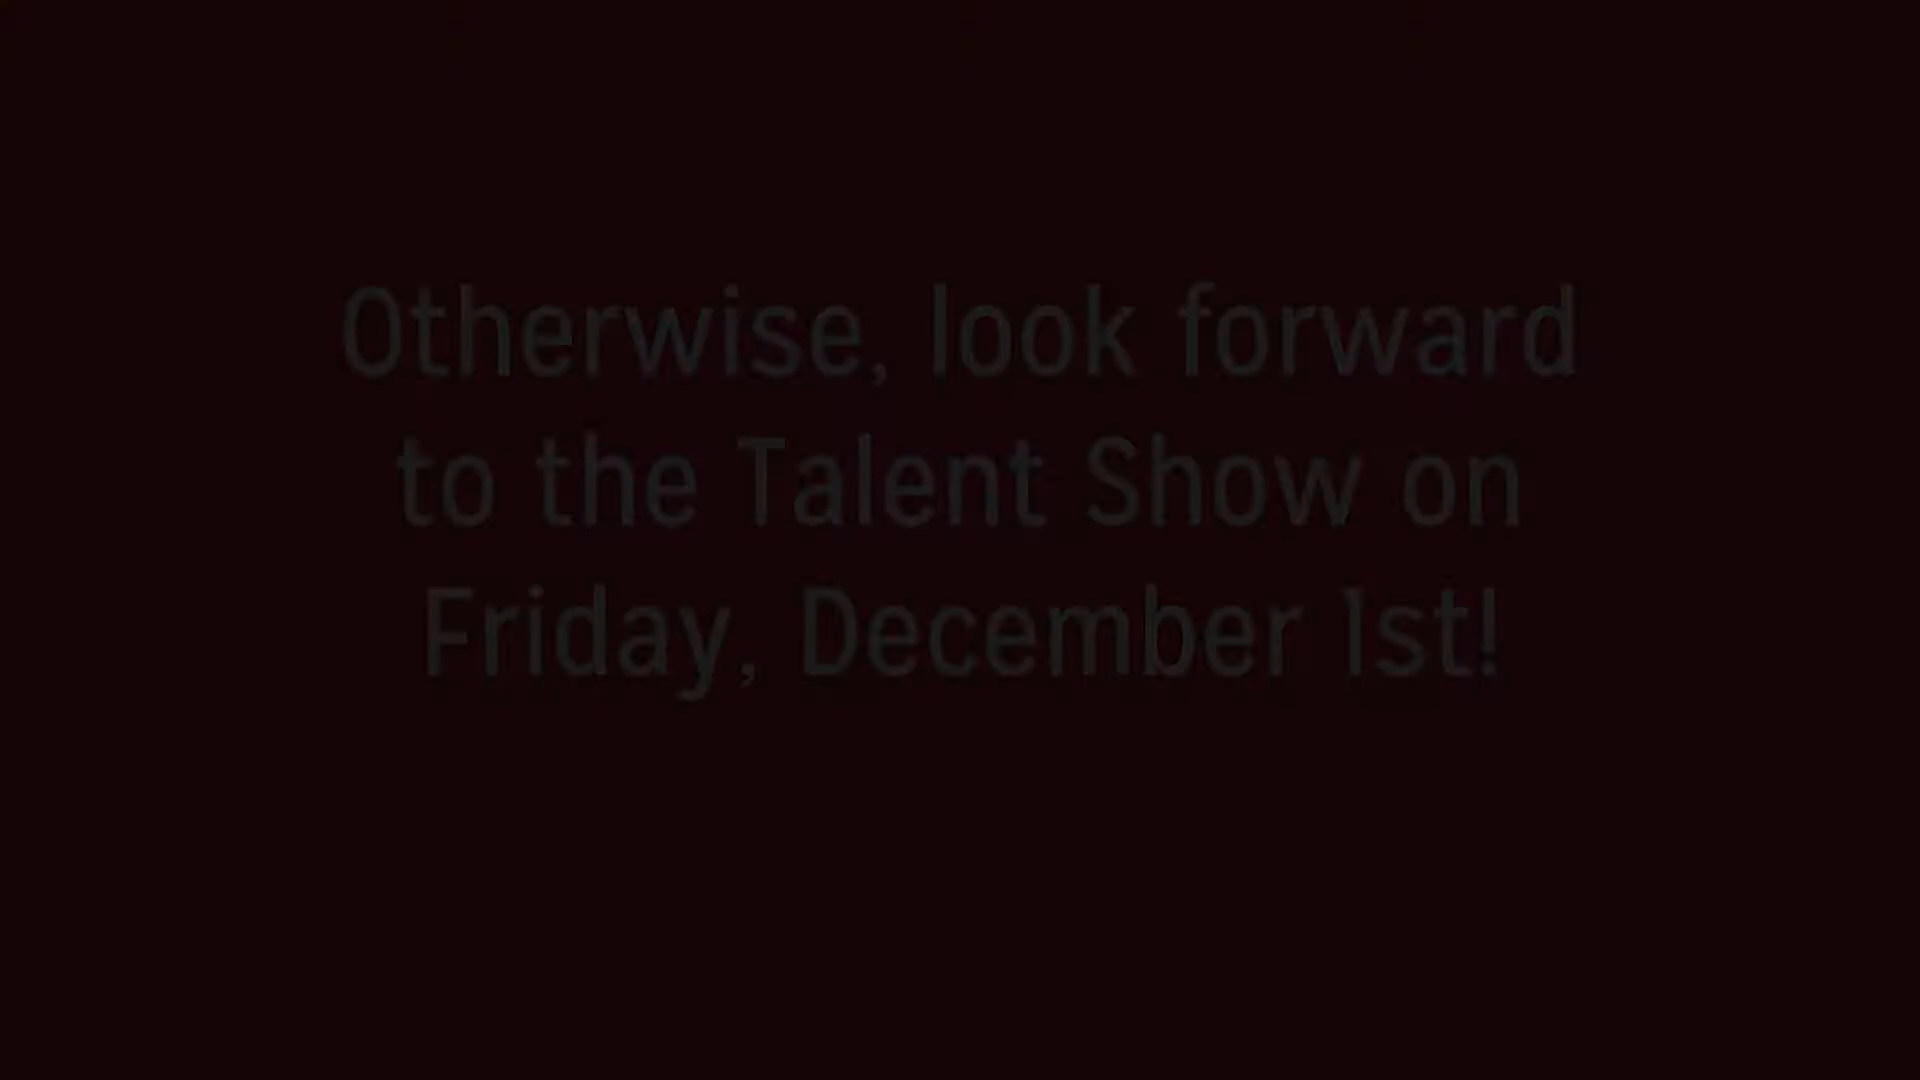 Otherwise, look forward
to the Talent Show on
Friday, December 1st!